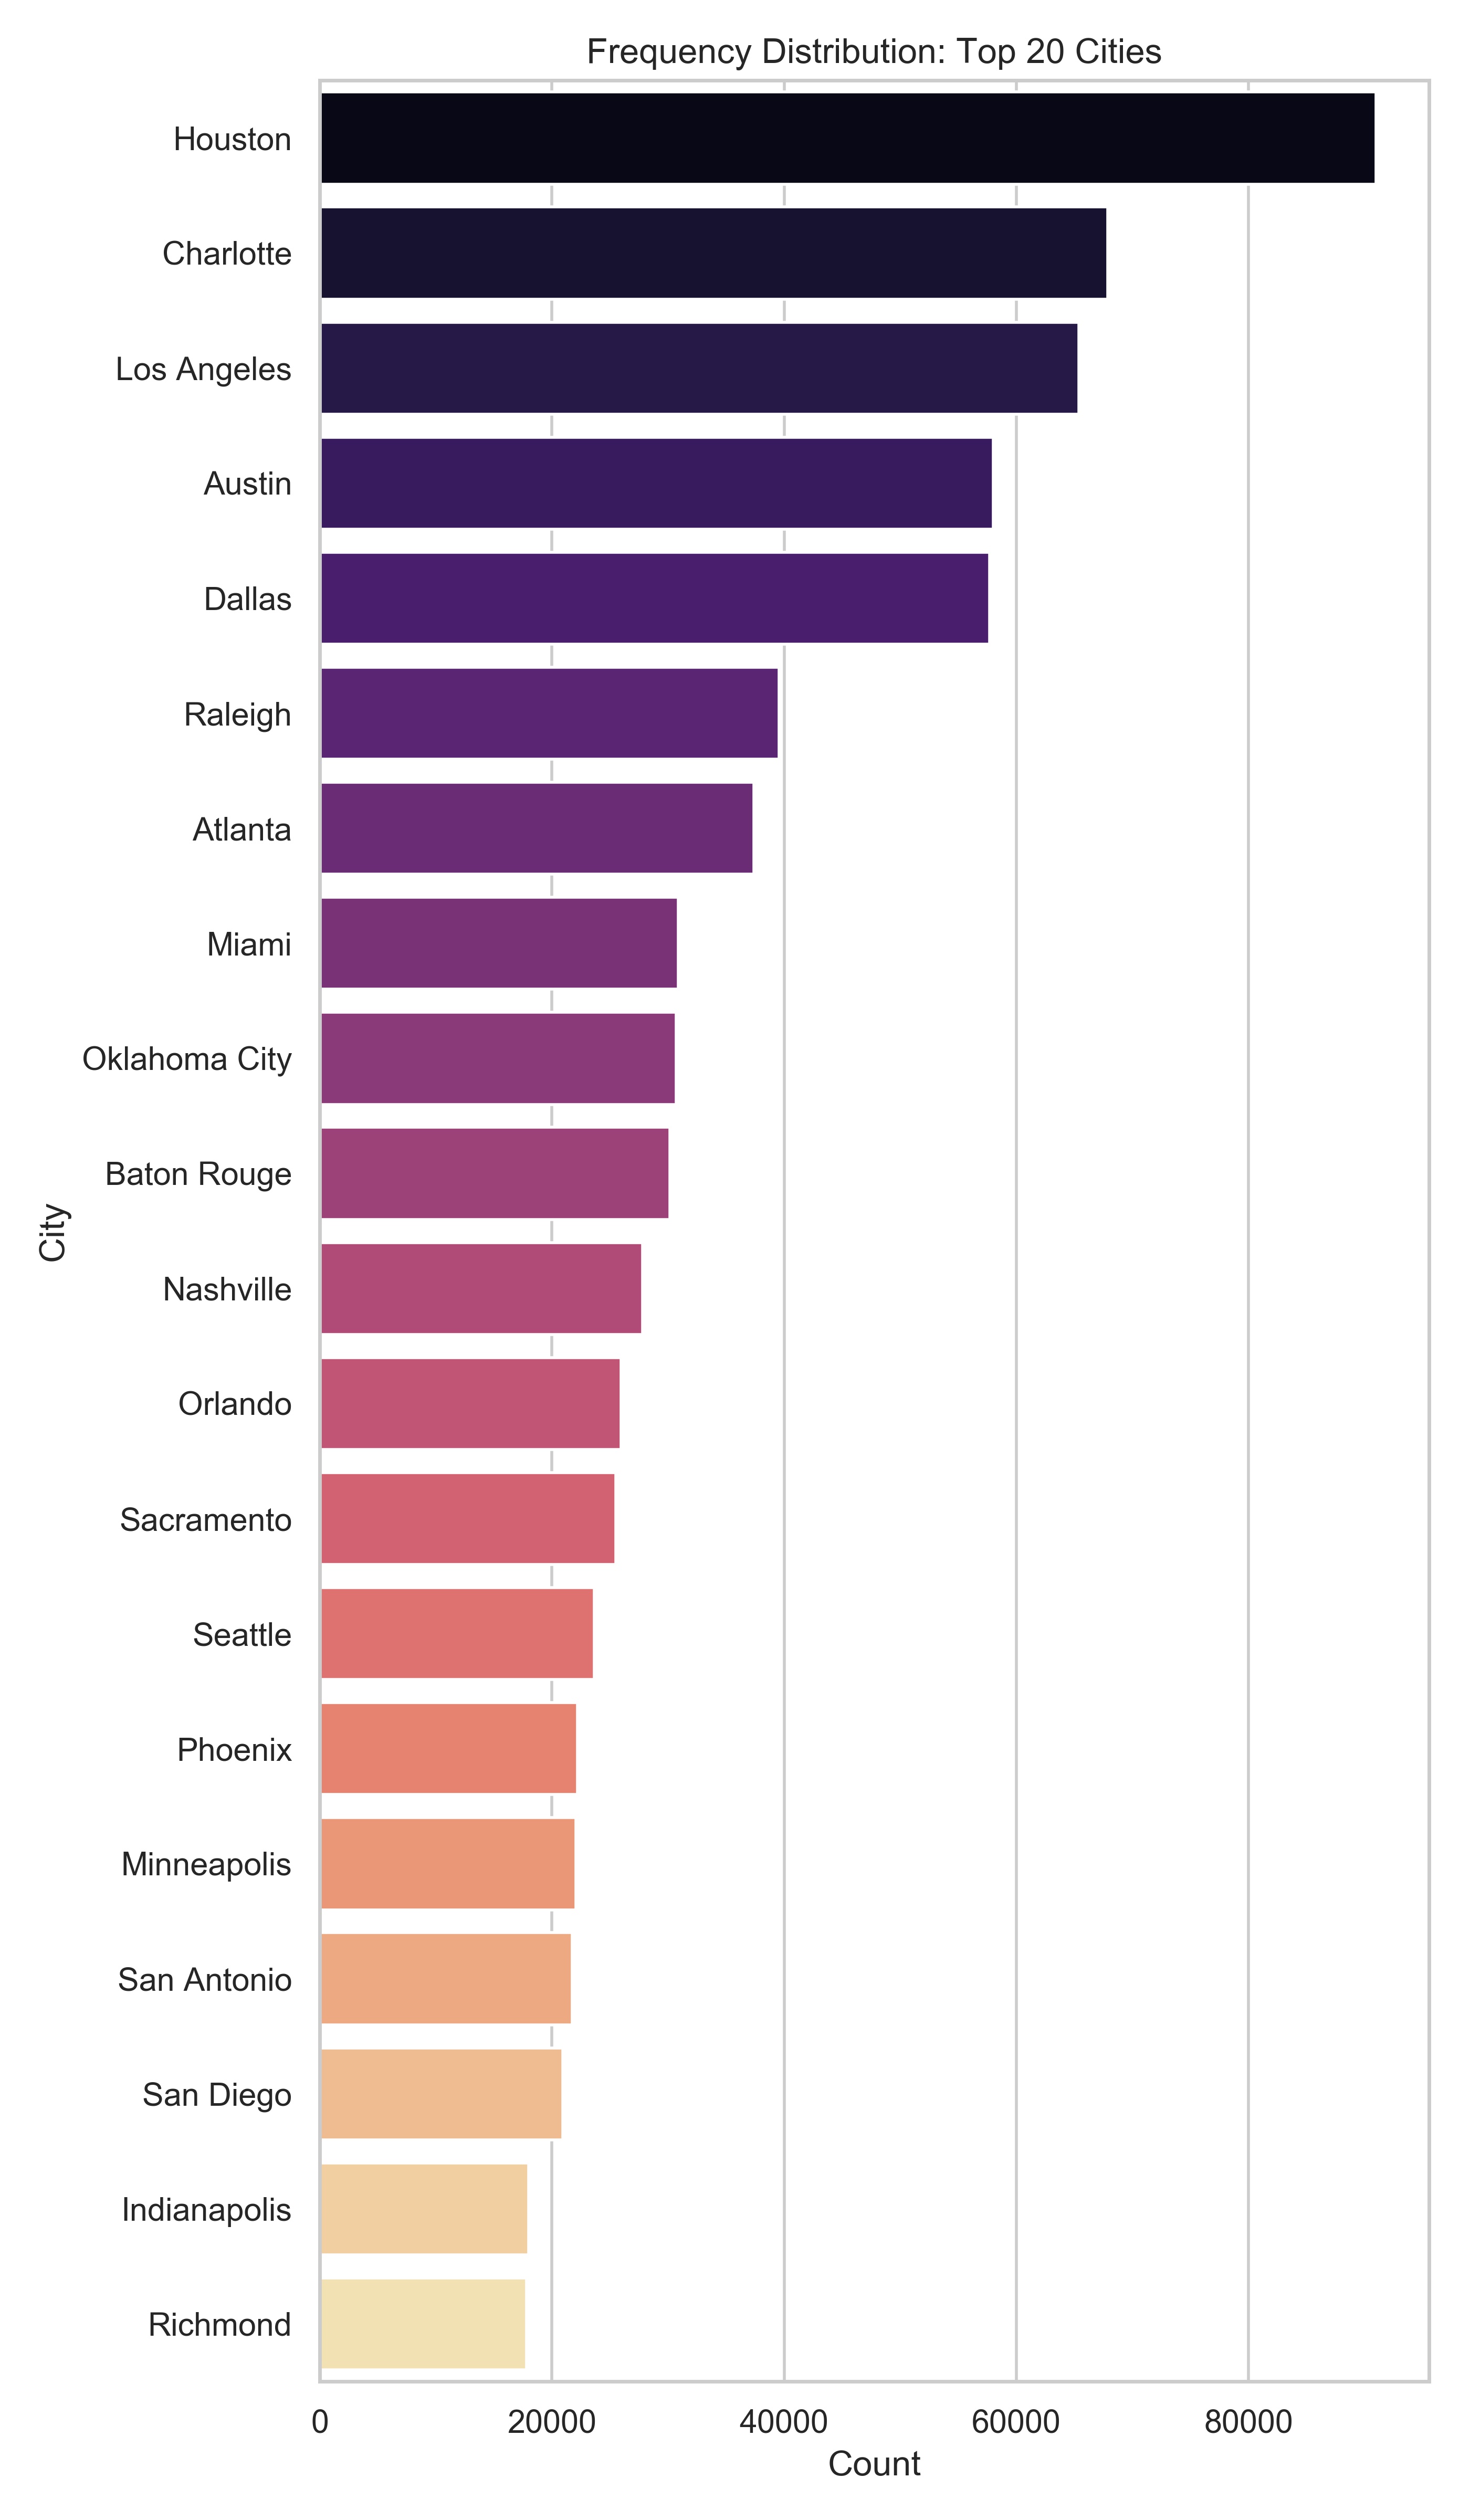 Frequency Distribution: Top 20 Cities
Houston
Charlotte
Los Angeles
Austin
Dallas
Raleigh
Atlanta
Miami
Oklahoma City
Baton Rouge
Nashville
Orlando
Sacramento
Seattle
Phoenix
Minneapolis
San Antonio
San Diego
Indianapolis
Richmond
City
0 20000 40000 60000 80000
Count